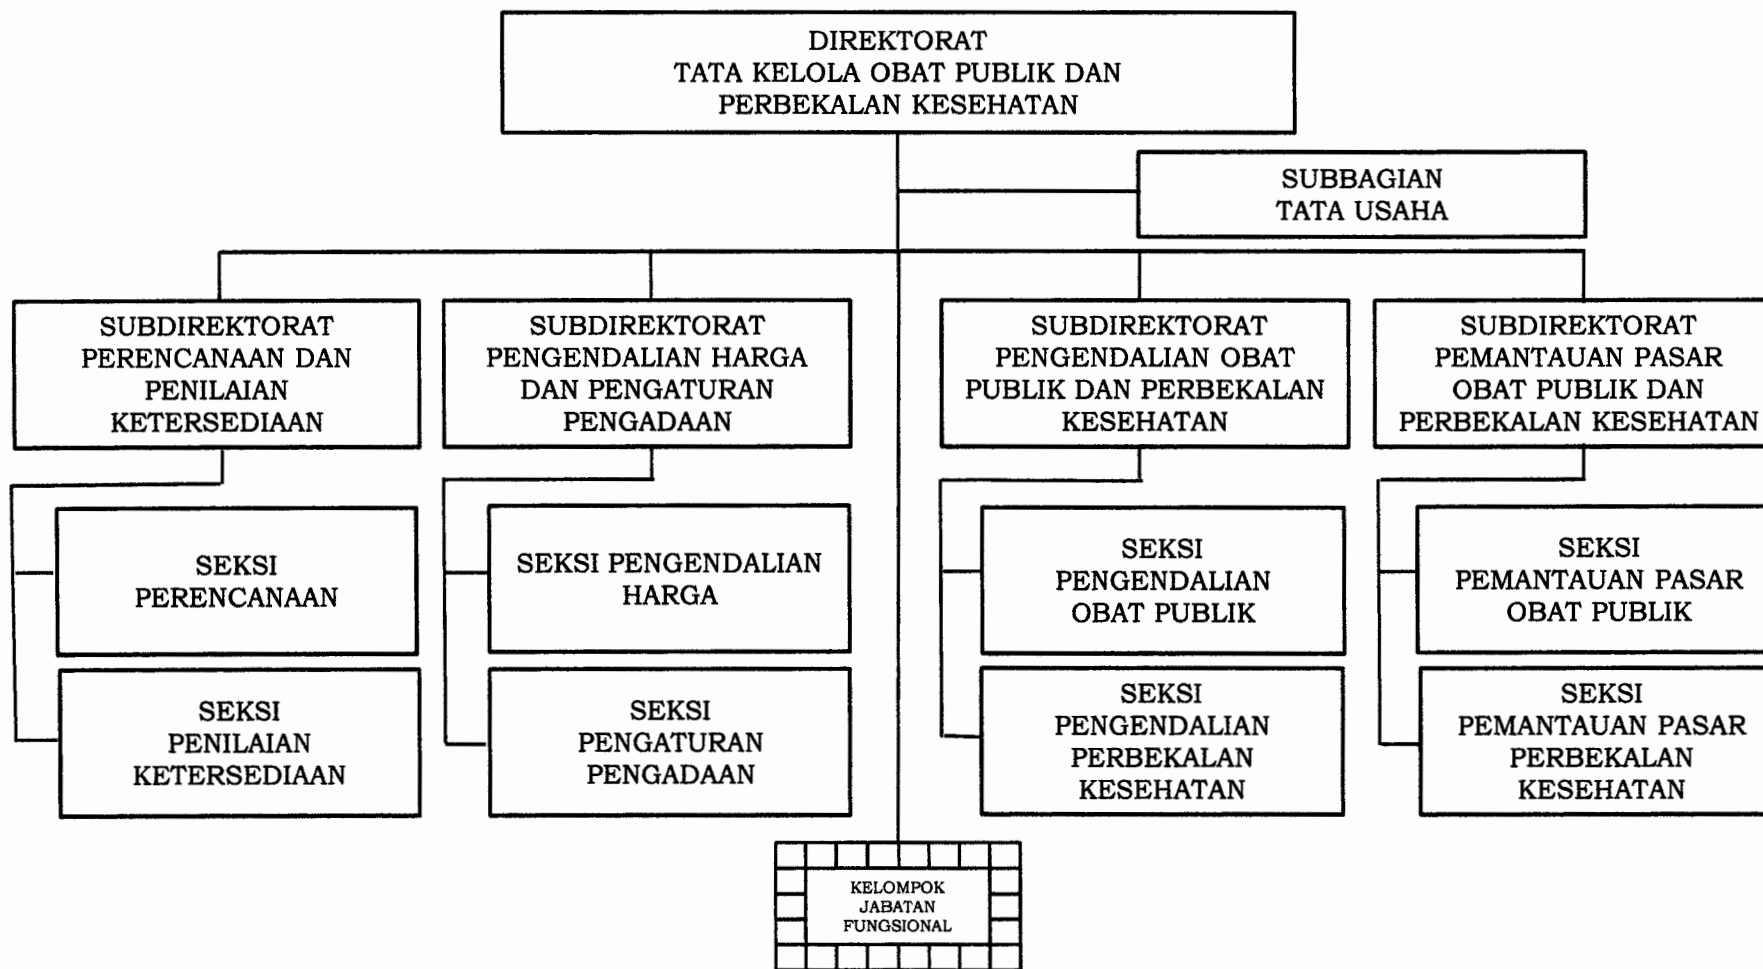 DIREKTORAT
TATA KELOLA OBAT PUBLIK DAN
PERBEKALAN KESEHATAN
SUBBAGIAN
TATA USAHA
SUBDIREKTORAT
PERENCANAAN DAN
PENILAIAN
KETERSEDIAAN
SUBDIREKTORAT
PENGENDALIAN HARGA
DAN PENGATURAN
PENGADAAN
SUBDIREKTORAT
PENGENDALIAN OBAT
PUBLIK DAN PERBEKALAN
KESEHATAN
SUBDIREKTORAT
PEMANTAUAN PASAR
OBAT PUBLIK DAN
PERBEKALAN KESEHATAN
SEKSI
PERENCANAAN
SEKSI PENGENDALIAN
HARGA
SEKSI
PENGENDALIAN
OBAT PUBLIK
SEKSI
PEMANTAUAN PASAR
OBAT PUBLIK
SEKSI
PENILAIAN
KETERSEDIAAN
SEKSI
PENGATURAN
PENGADAAN
SEKSI
PENGENDALIAN
PERBEKALAN
KESEHATAN
SEKSI
PEMANTAUAN PASAR
PERBEKALAN
KESEHATAN
KELOMPOK
JABATAN
FUNGSIONAL